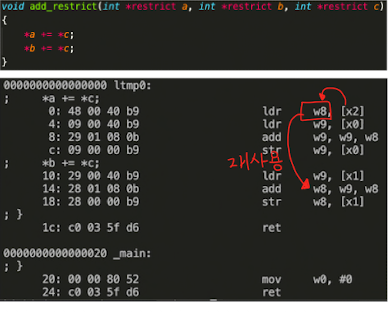 void add_restrict(int *restrict a, int *restrict b, int *restrict c)
{
*a += *c;
*b += *c;
}
0000000000000000 ltmp0:
; *a += *c;
0: 48 00 40 b9 ldr w8, [x2]
4: 09 00 40 b9 ldr w9, [x0]
8: 29 01 08 0b add w9, w9, w8
c: 09 00 00 b9 str w9, [x0]
재사용
; *b += *c;
10: 29 00 40 b9 ldr w9, [x1]
14: 28 01 08 0b add w8, w9, w8
18: 28 00 00 b9 str w8, [x1]
; }
1c: c0 03 5f d6 ret
0000000000000020 _main:
; }
20: 00 00 80 52 mov w0, #0
24: c0 03 5f d6 ret